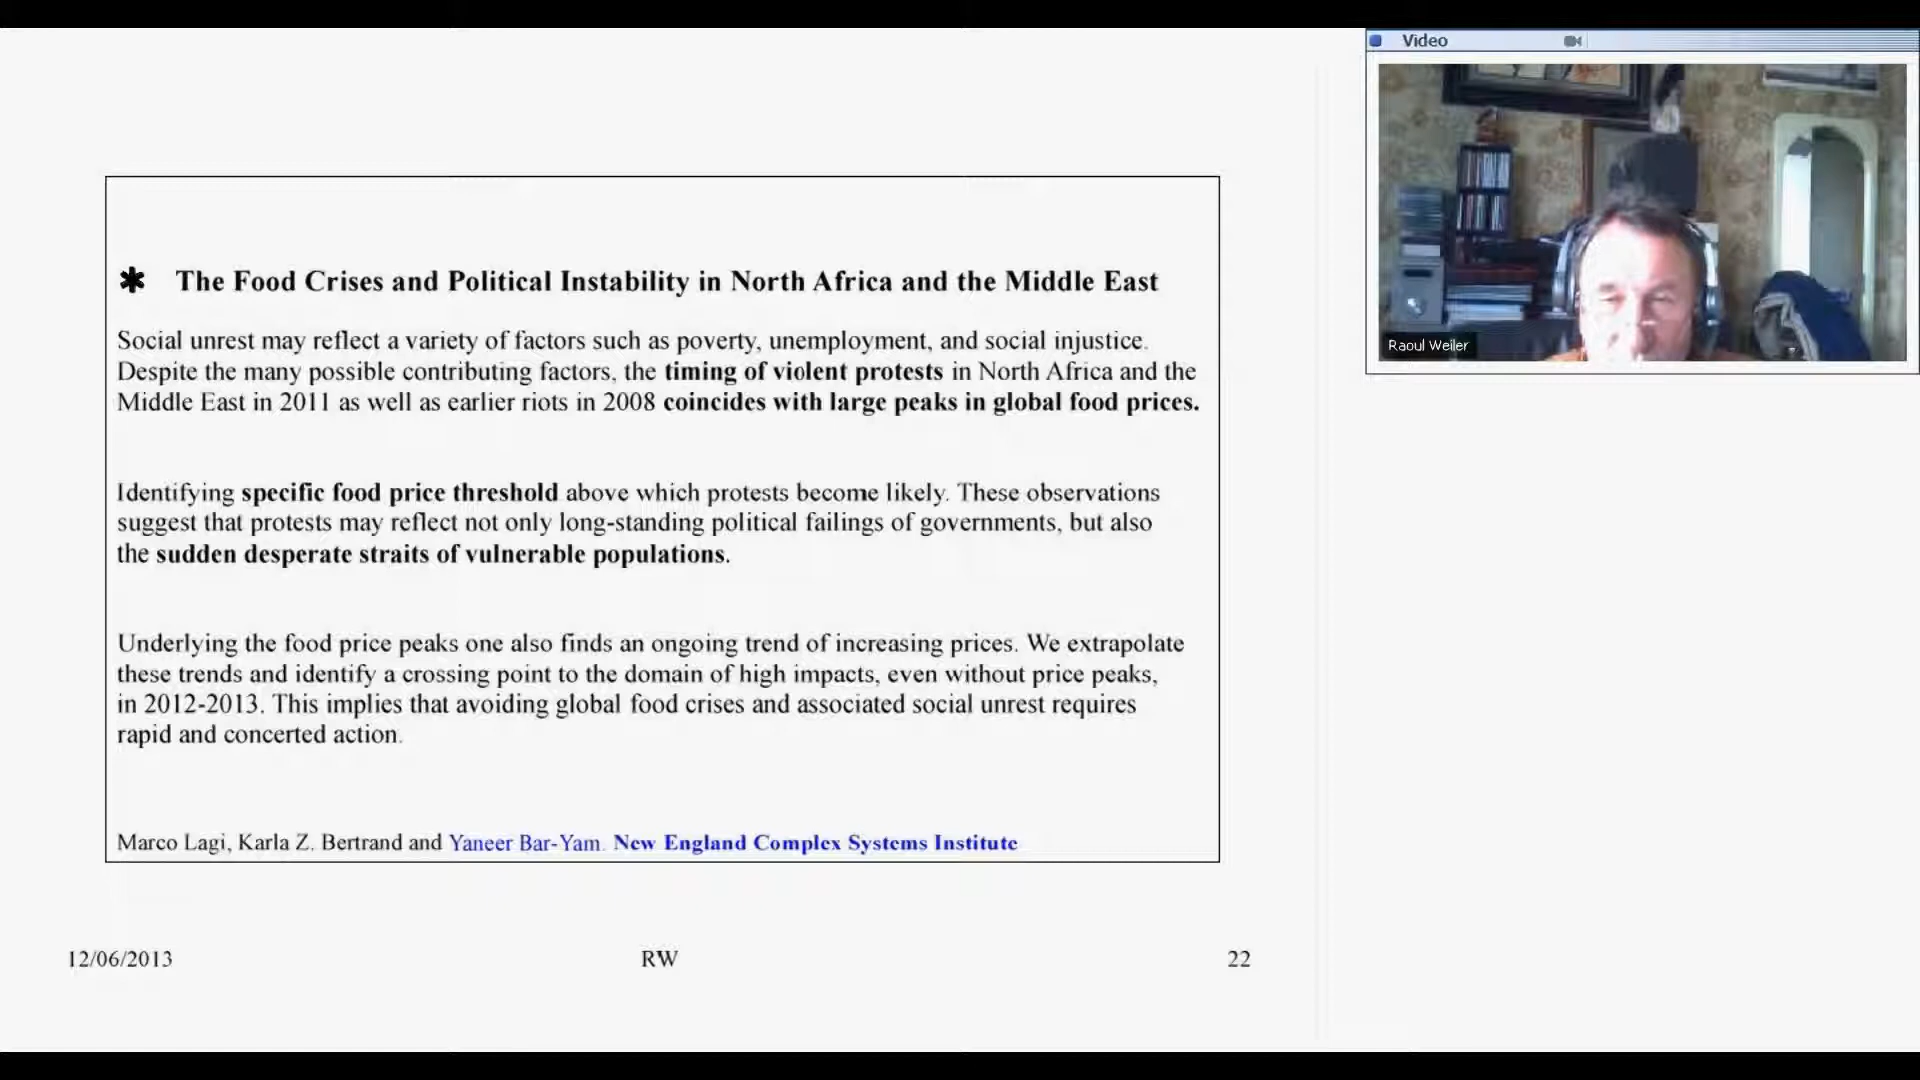 Video
Raoul Weiler
✱ The Food Crises and Political Instability in North Africa and the Middle East
Social unrest may reflect a variety of factors such as poverty, unemployment, and social injustice.
Despite the many possible contributing factors, the timing of violent protests in North Africa and the
Middle East in 2011 as well as earlier riots in 2008 coincides with large peaks in global food prices.
Identifying specific food price threshold above which protests become likely. These observations
suggest that protests may reflect not only long-standing political failings of governments, but also
the sudden desperate straits of vulnerable populations.
Underlying the food price peaks one also finds an ongoing trend of increasing prices. We extrapolate
these trends and identify a crossing point to the domain of high impacts, even without price peaks,
in 2012-2013. This implies that avoiding global food crises and associated social unrest requires
rapid and concerted action.
Marco Lagi, Karla Z. Bertrand and Yaneer Bar-Yam. New England Complex Systems Institute
12/06/2013 RW 22